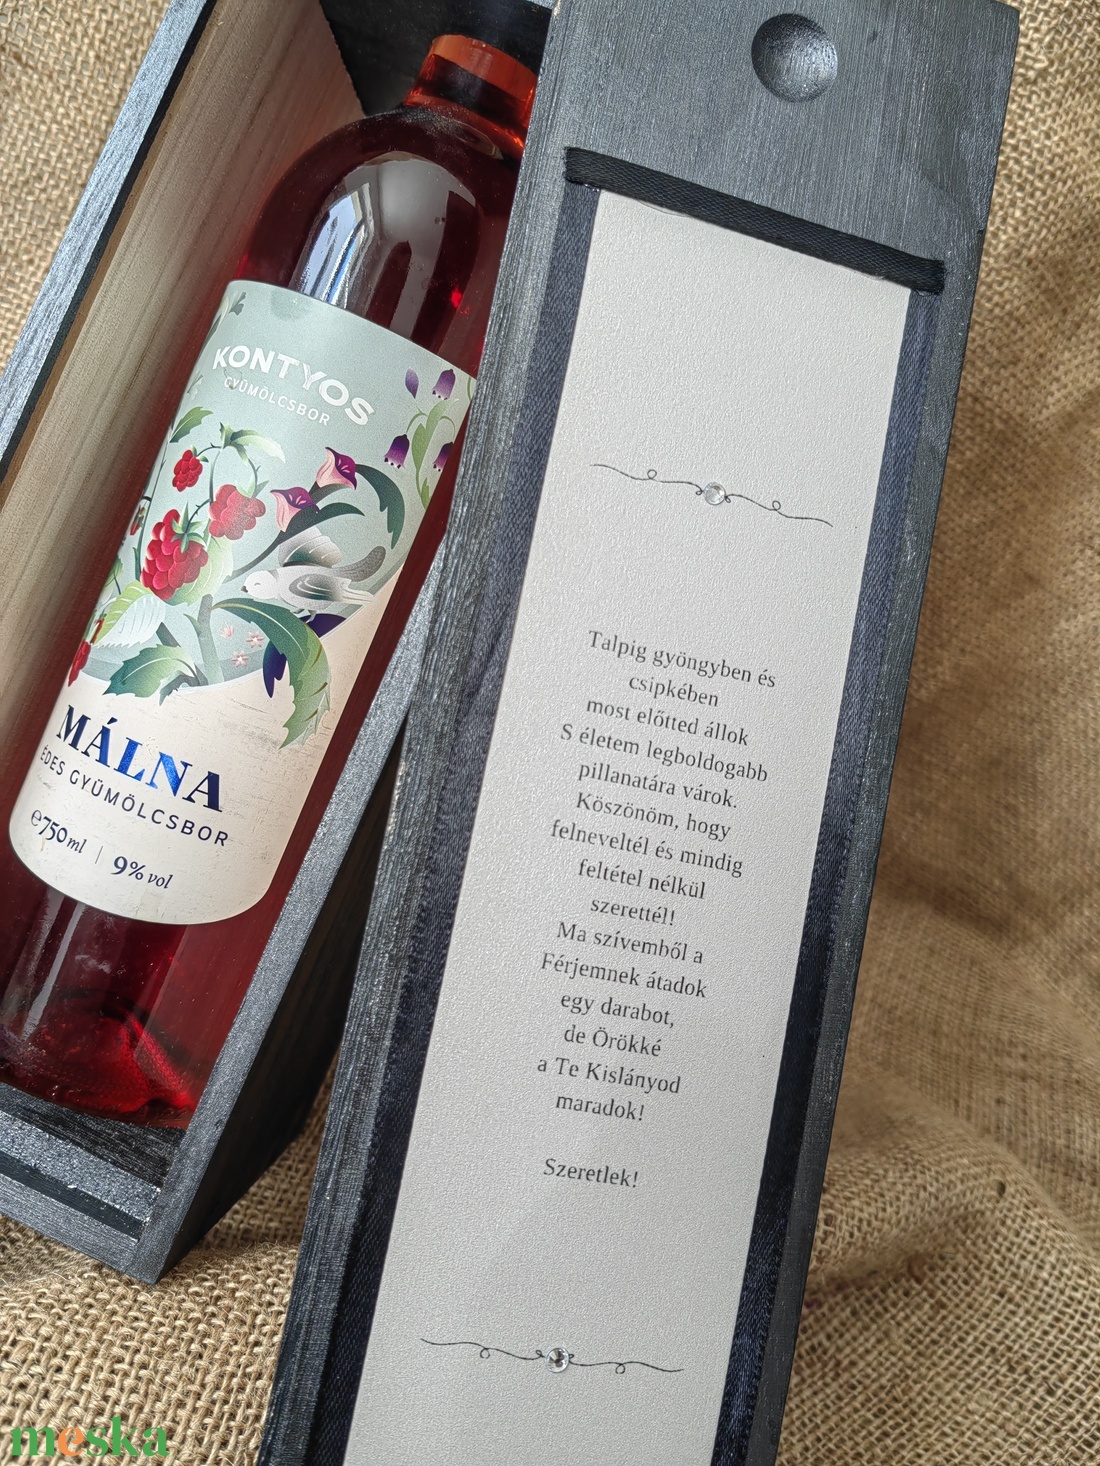 KONTYOS
GYÜMÖLCSBOR
MÁLNA
ÉDES GYÜMÖLCSBOR
℮750 ml | 9% vol
Talpig gyöngyben és
csipkében
most előtted állok
S életem legboldogabb
pillanatára várok.
Köszönöm, hogy
felneveltél és mindig
feltétel nélkül
szerettél!
Ma szívemből a
Férjemnek átadok
egy darabot,
de Örökké
a Te Kislányod
maradok!
Szeretlek!
meska